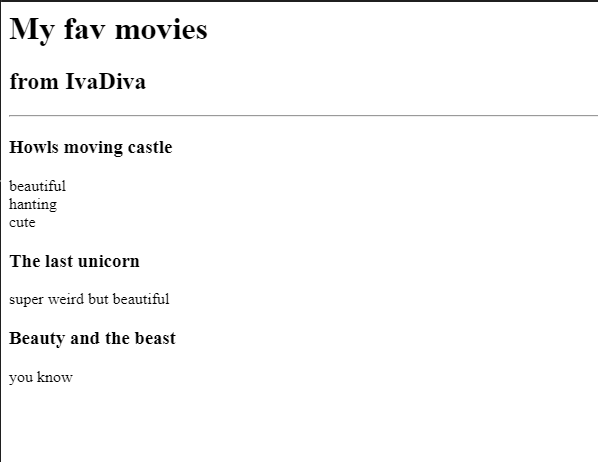 My fav movies
from IvaDiva
Howls moving castle
beautiful
hanting
cute
The last unicorn
super weird but beautiful
Beauty and the beast
you know